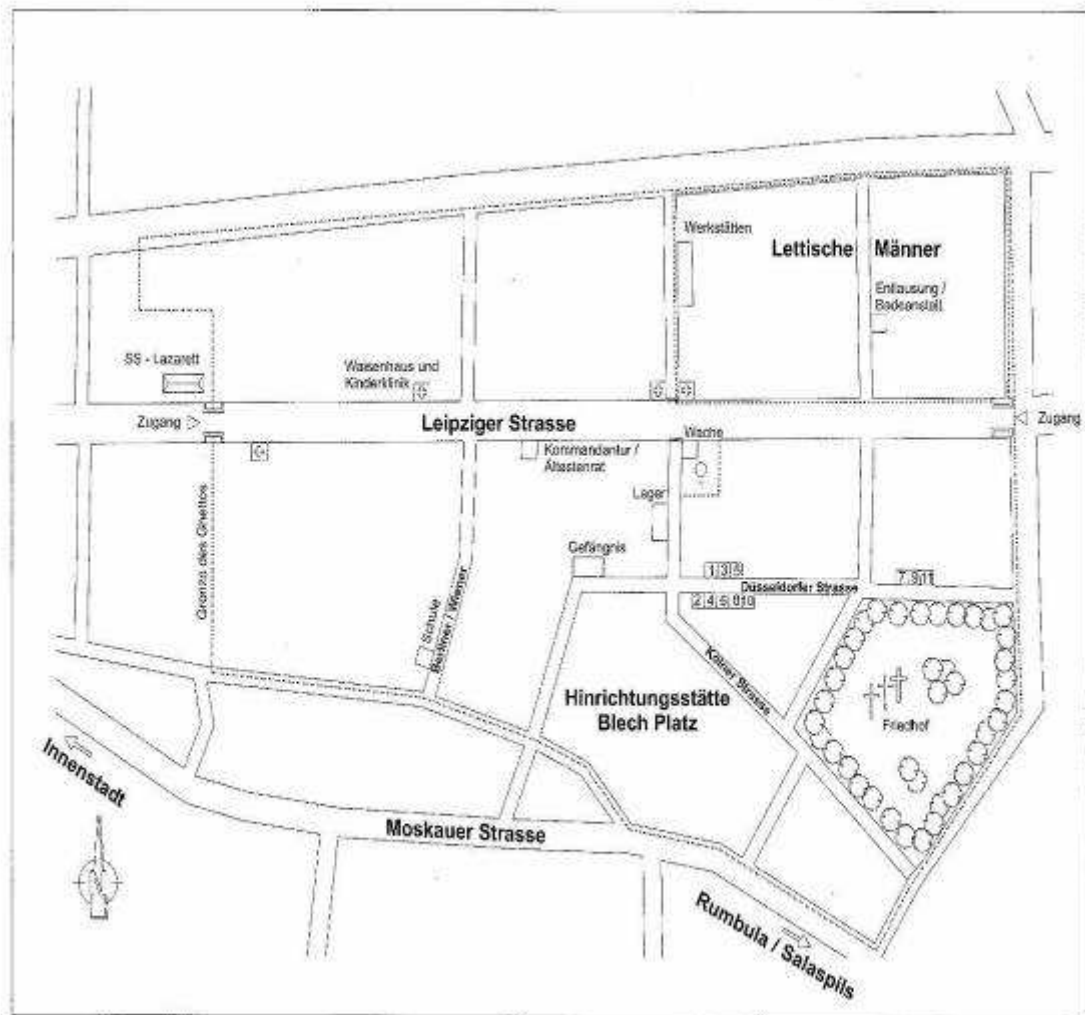 Werkstätten
Lettische Männer
Entlausung /
Badeanstalt
SS - Lazarett
Waisenhaus und
Kinderklinik
Zugang
Leipziger Strasse
Zugang
Wache
Kommandantur /
Ältestenrat
Lager
Grenze des Ghettos
Gefängnis
1 3 5
7 9 11
Düsseldorfer Strasse
2 4 6 8 10
Schule
Berliner / Wiener
Kölner Strasse
Hinrichtungsstätte
Blech Platz
Friedhof
Innenstadt
Moskauer Strasse
Rumbula / Salaspils
N